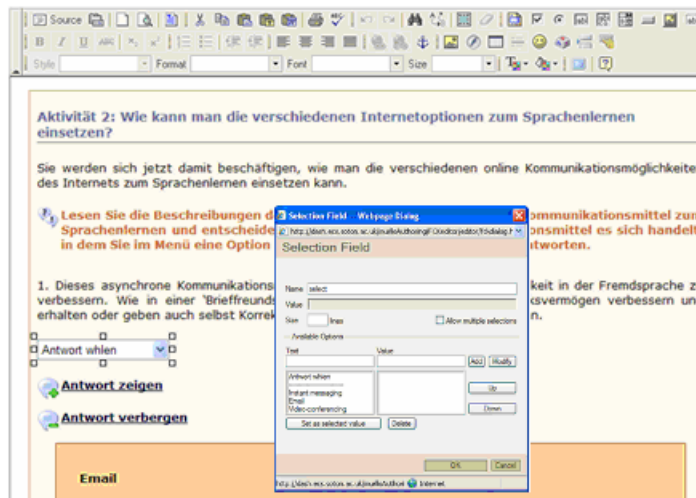 Source
Style Format Font Size
Aktivität 2: Wie kann man die verschiedenen Internetoptionen zum Sprachenlernen
einsetzen?
Sie werden sich jetzt damit beschäftigen, wie man die verschiedenen online Kommunikationsmöglichkeite
des Internets zum Sprachenlernen einsetzen kann.
Lesen Sie die Beschreibungen d ommunikationsmittel zur
Sprachenlernen und entscheide onsmittel es sich handelt
in dem Sie im Menü eine Option tworten.
1. Dieses asynchrone Kommunikations keit in der Fremdsprache z
verbessern. Wie in einer 'Brieffreunds ksvermögen verbessern un
erhalten oder geben auch selbst Korrek n.
Antwort whlen
Antwort zeigen
Antwort verbergen
Email
Selection Field Webpage Dialog
Selection Field
Name select
Value
Size lines Allow multiple selections
Available Options
Text Value
Add Modify
Antwort whlen
Instant messaging
Email
Video-conferencing
Up
Down
Set as selected value Delete
OK Cancel
Internet